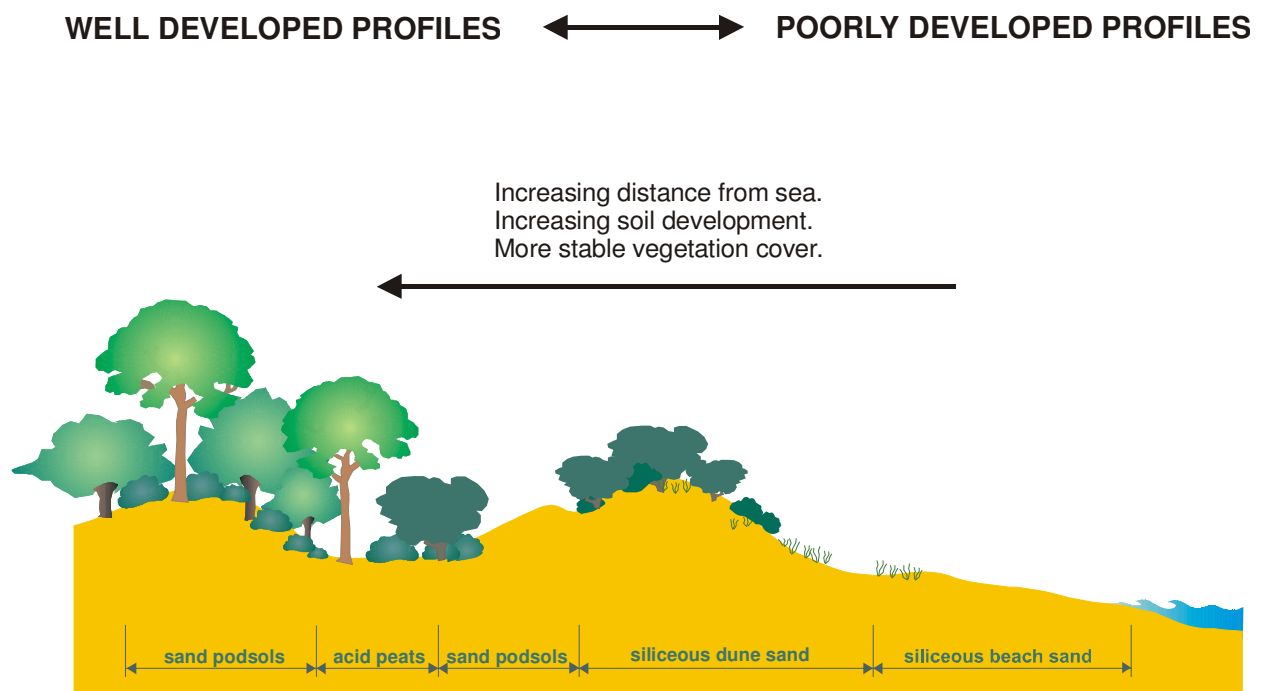 WELL DEVELOPED PROFILES
POORLY DEVELOPED PROFILES
Increasing distance from sea.
Increasing soil development.
More stable vegetation cover.
sand podsols
acid peats
sand podsols
siliceous dune sand
siliceous beach sand